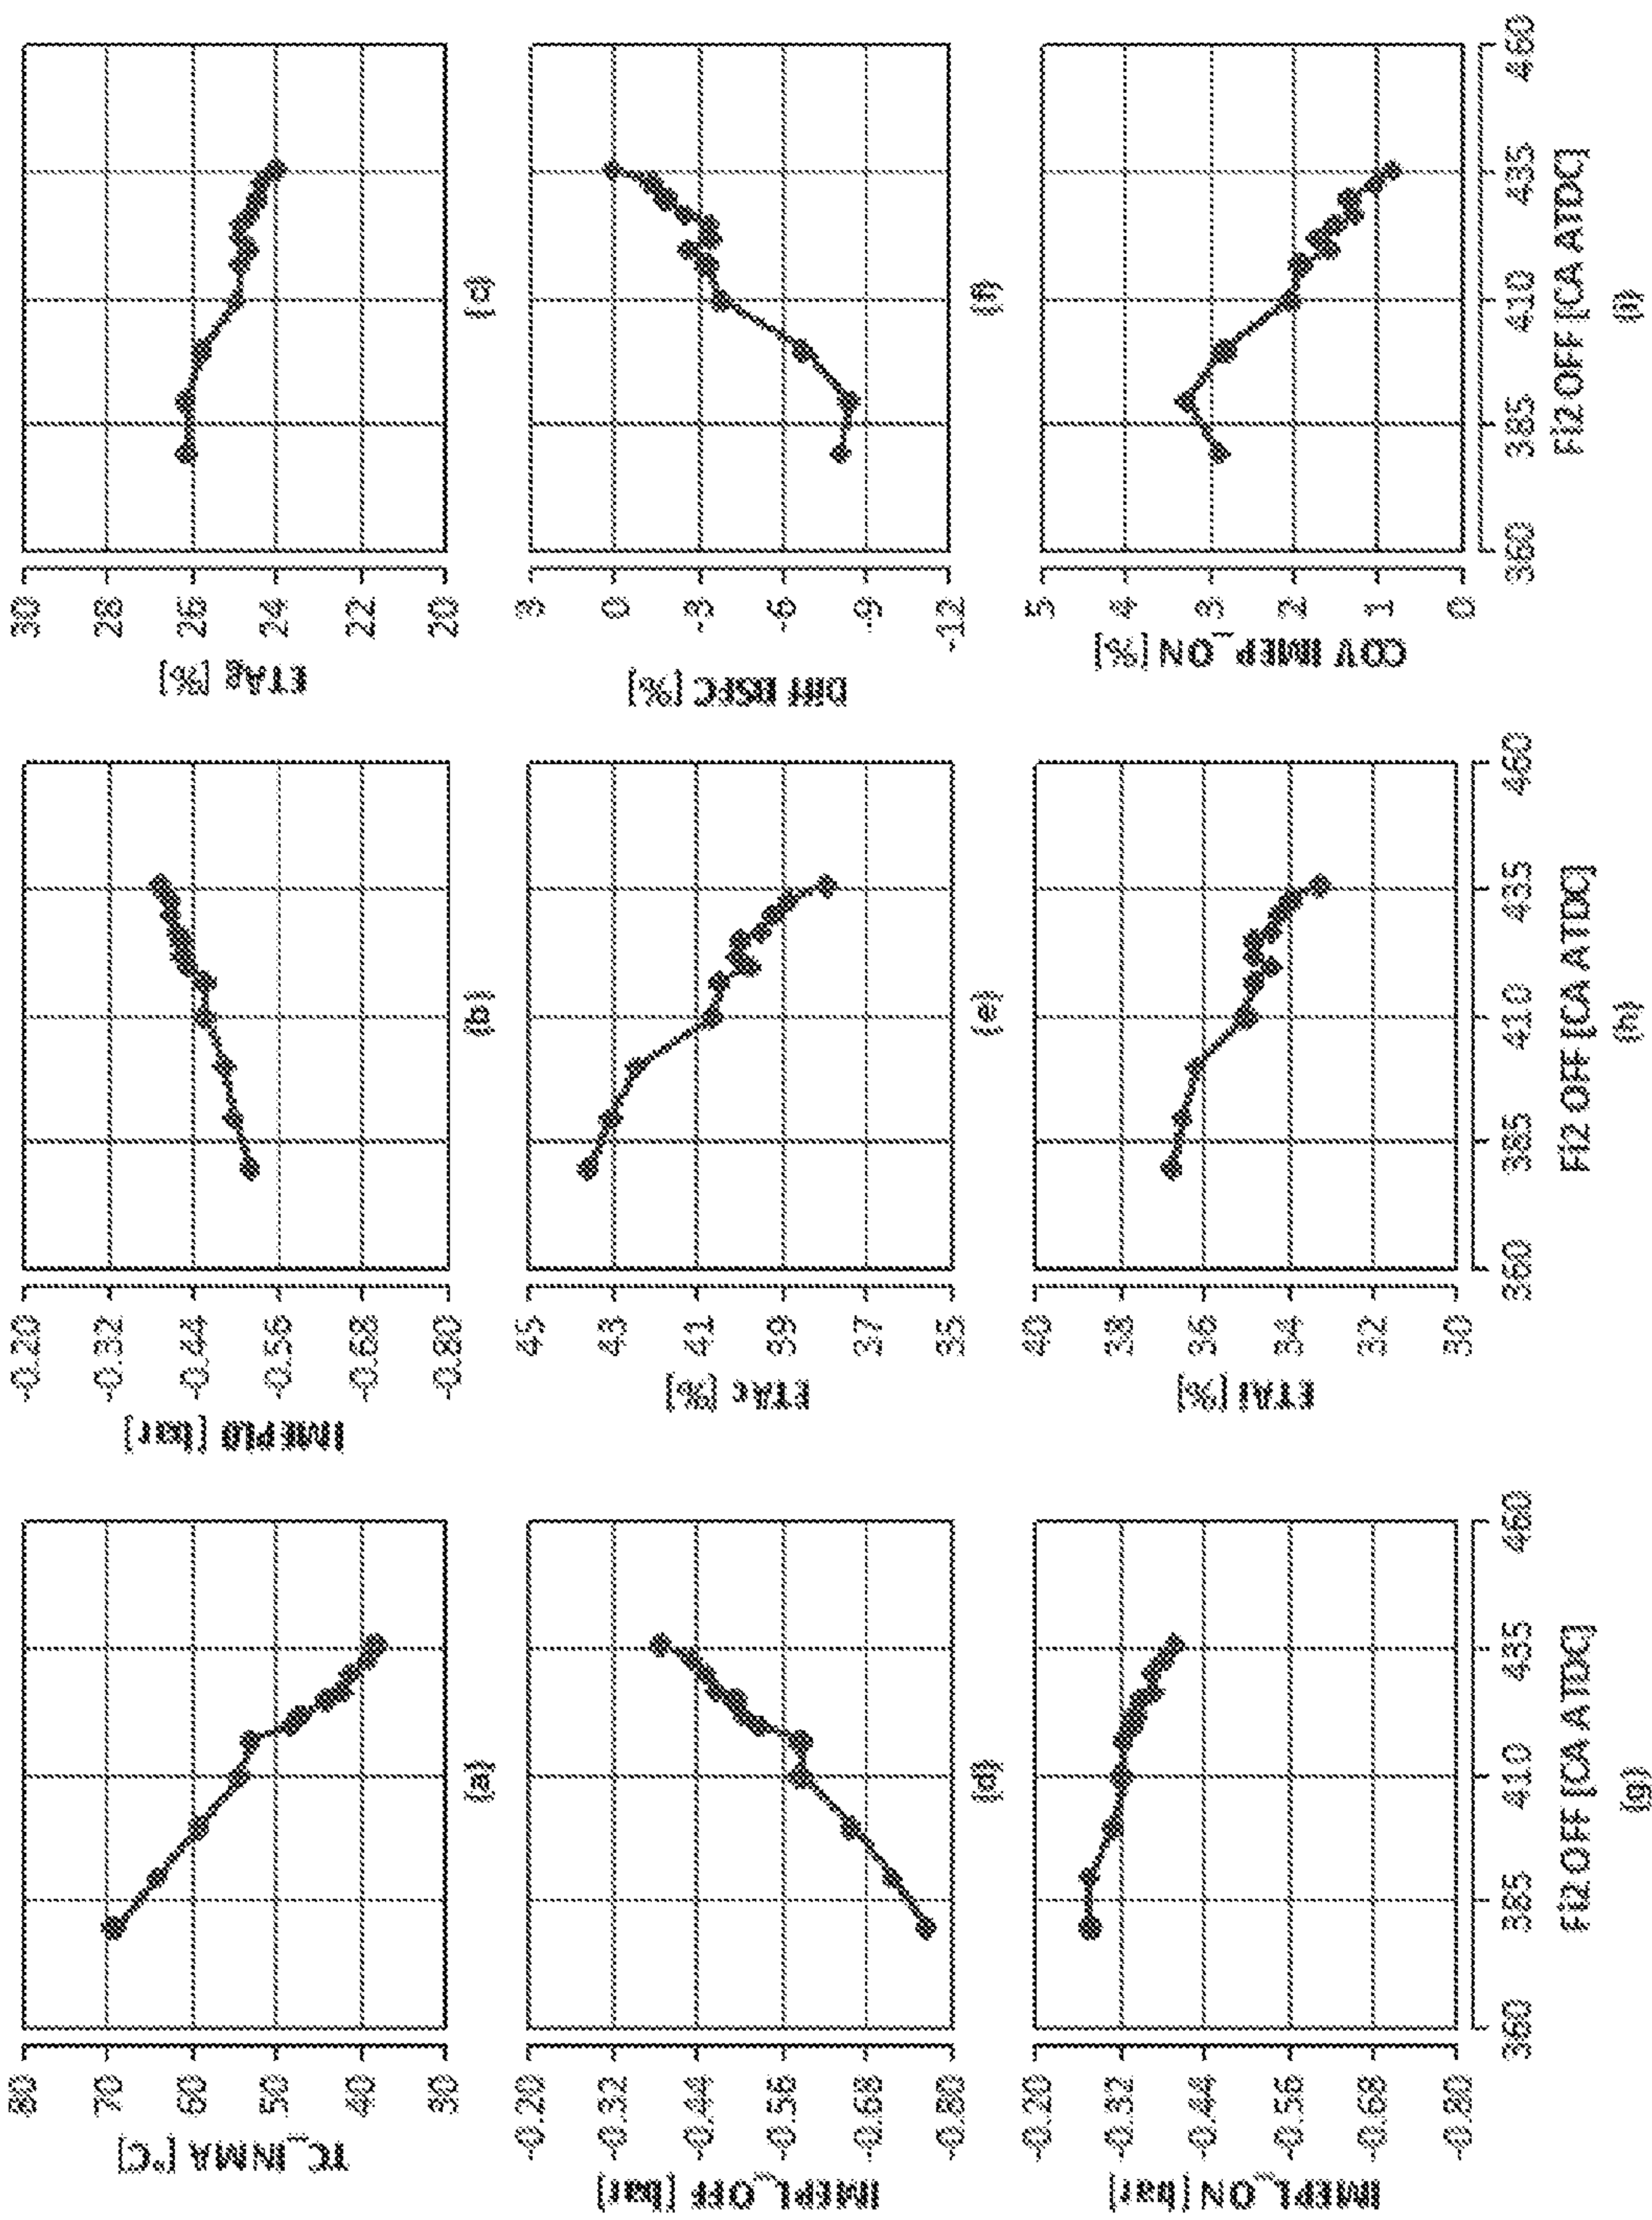 TC_INMA [°C]
80
70
60
50
40
30
(a)
IMEPL0 [bar]
-0.20
-0.32
-0.44
-0.56
-0.68
-0.80
(b)
ETAg [%]
30
28
26
24
22
20
(c)
IMEPL_OFF [bar]
-0.20
-0.32
-0.44
-0.56
-0.68
-0.80
(d)
ETAc [%]
45
43
41
39
37
35
(e)
Diff BSFC [%]
3
0
-3
-6
-9
-12
(f)
IMEPL_ON [bar]
-0.20
-0.32
-0.44
-0.56
-0.68
-0.80
360 385 410 435 460
Fi2 OFF [CA ATDC]
(g)
ETAi [%]
40
38
36
34
32
30
360 385 410 435 460
Fi2 OFF [CA ATDC]
(h)
COV IMEP_ON [%]
5
4
3
2
1
0
360 385 410 435 460
Fi2 OFF [CA ATDC]
(i)